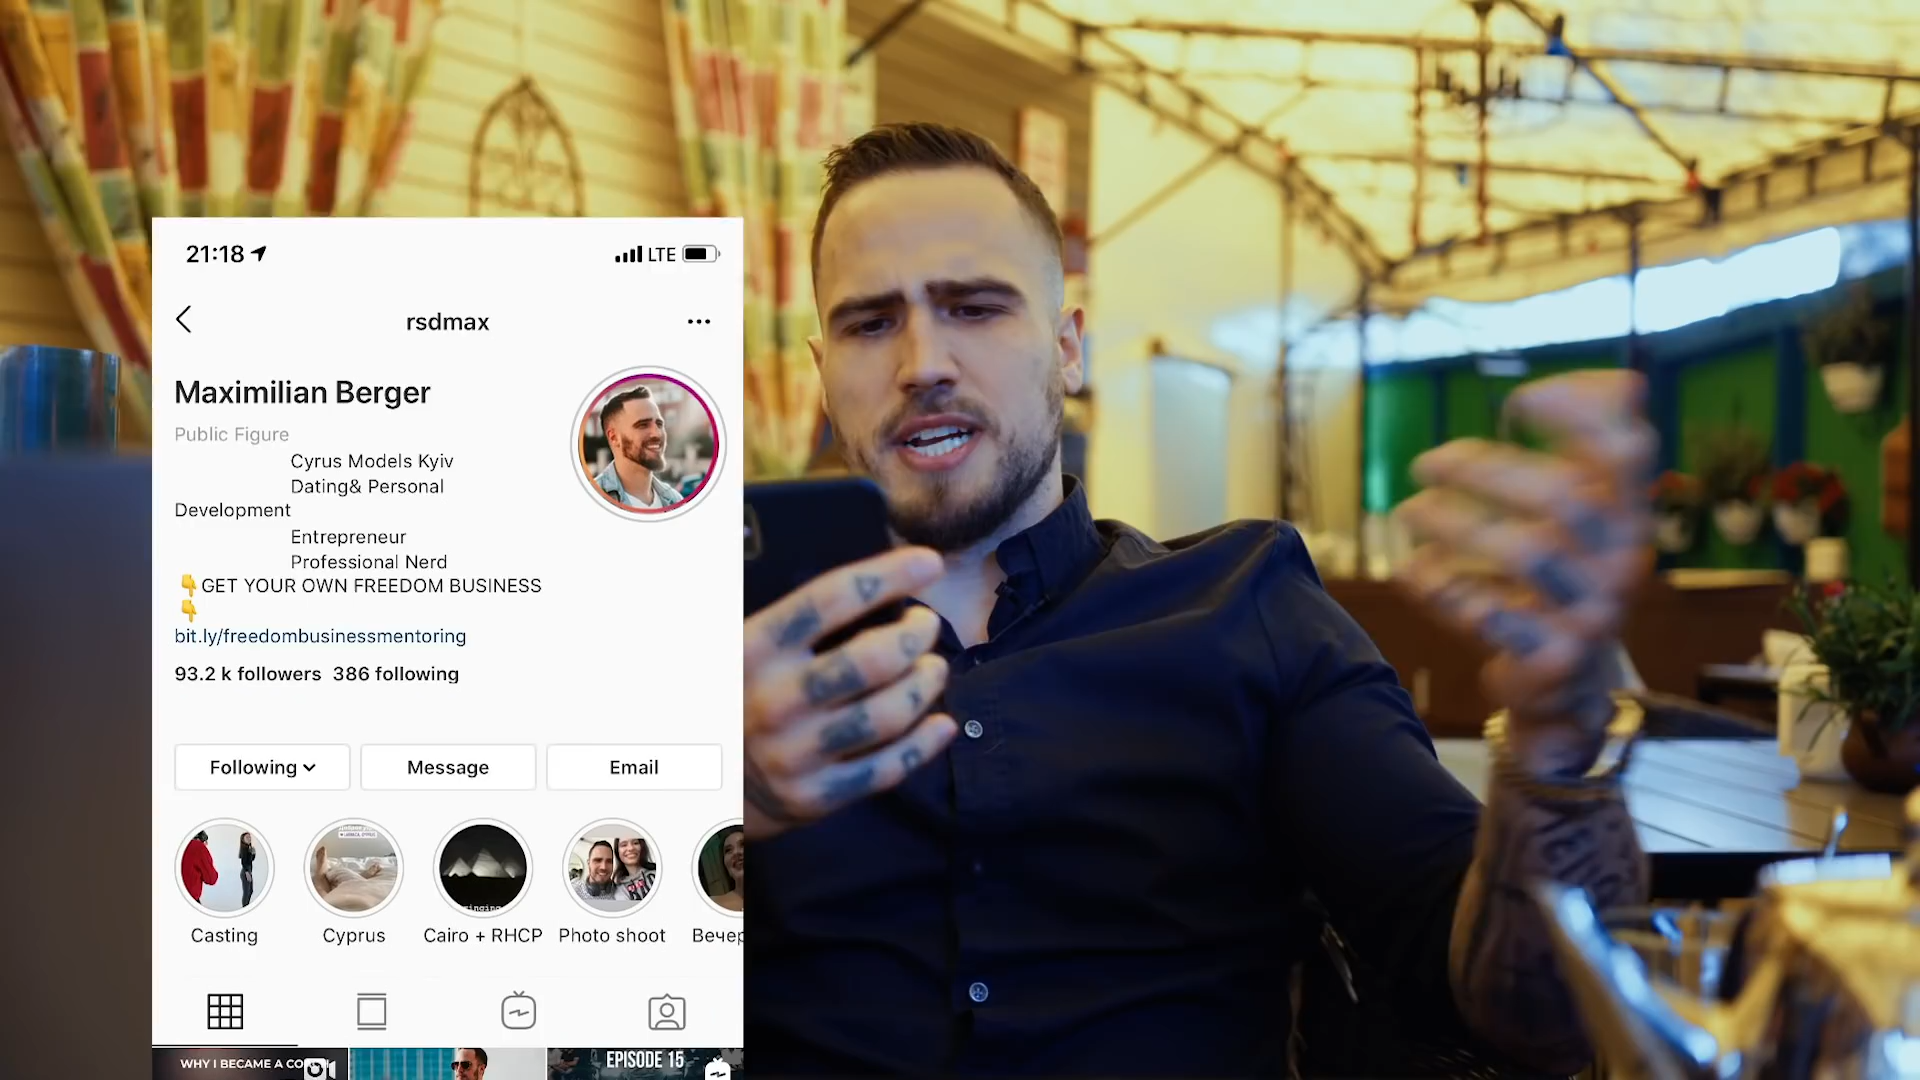 21:18
LTE
rsdmax
Maximilian Berger
Public Figure
Cyrus Models Kyiv
Dating& Personal
Development
Entrepreneur
Professional Nerd
👇GET YOUR OWN FREEDOM BUSINESS
👇
bit.ly/freedombusinessmentoring
93.2 k followers 386 following
Following
Message
Email
Casting
Cyprus
Cairo + RHCP
Photo shoot
Вечер
WHY I BECAME A CO
EPISODE 15